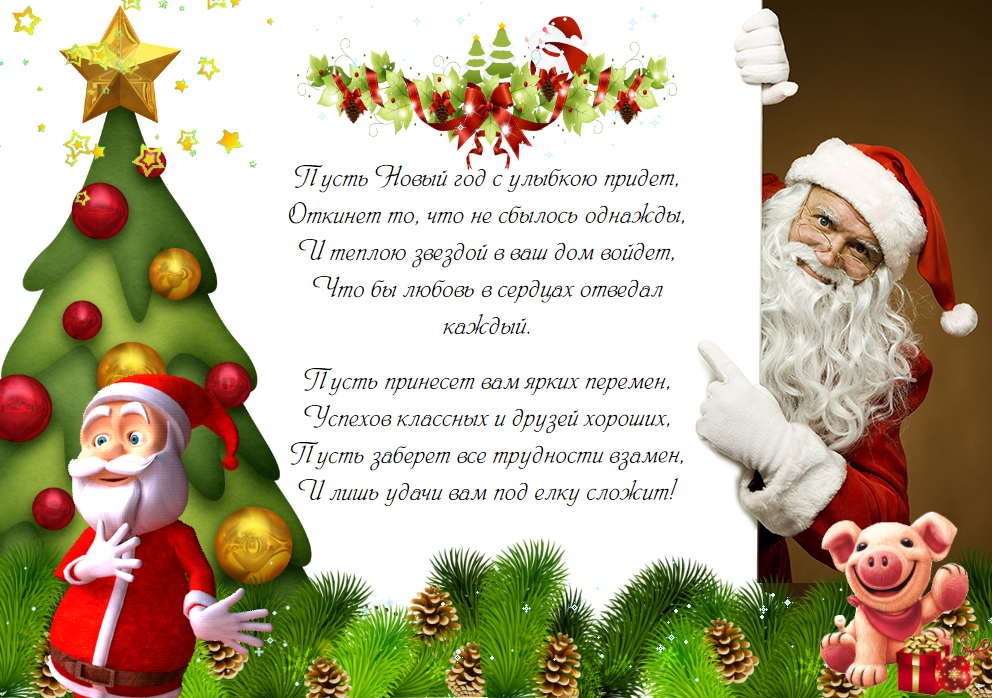 Пусть Новый год с улыбкою придет,
Откинет то, что не сбылось однажды,
И теплою звездой в ваш дом войдет,
Что бы любовь в сердцах отведал
каждый.
Пусть принесет вам ярких перемен,
Успехов классных и друзей хороших,
Пусть заберет все трудности взамен,
И лишь удачи вам под елку сложит!